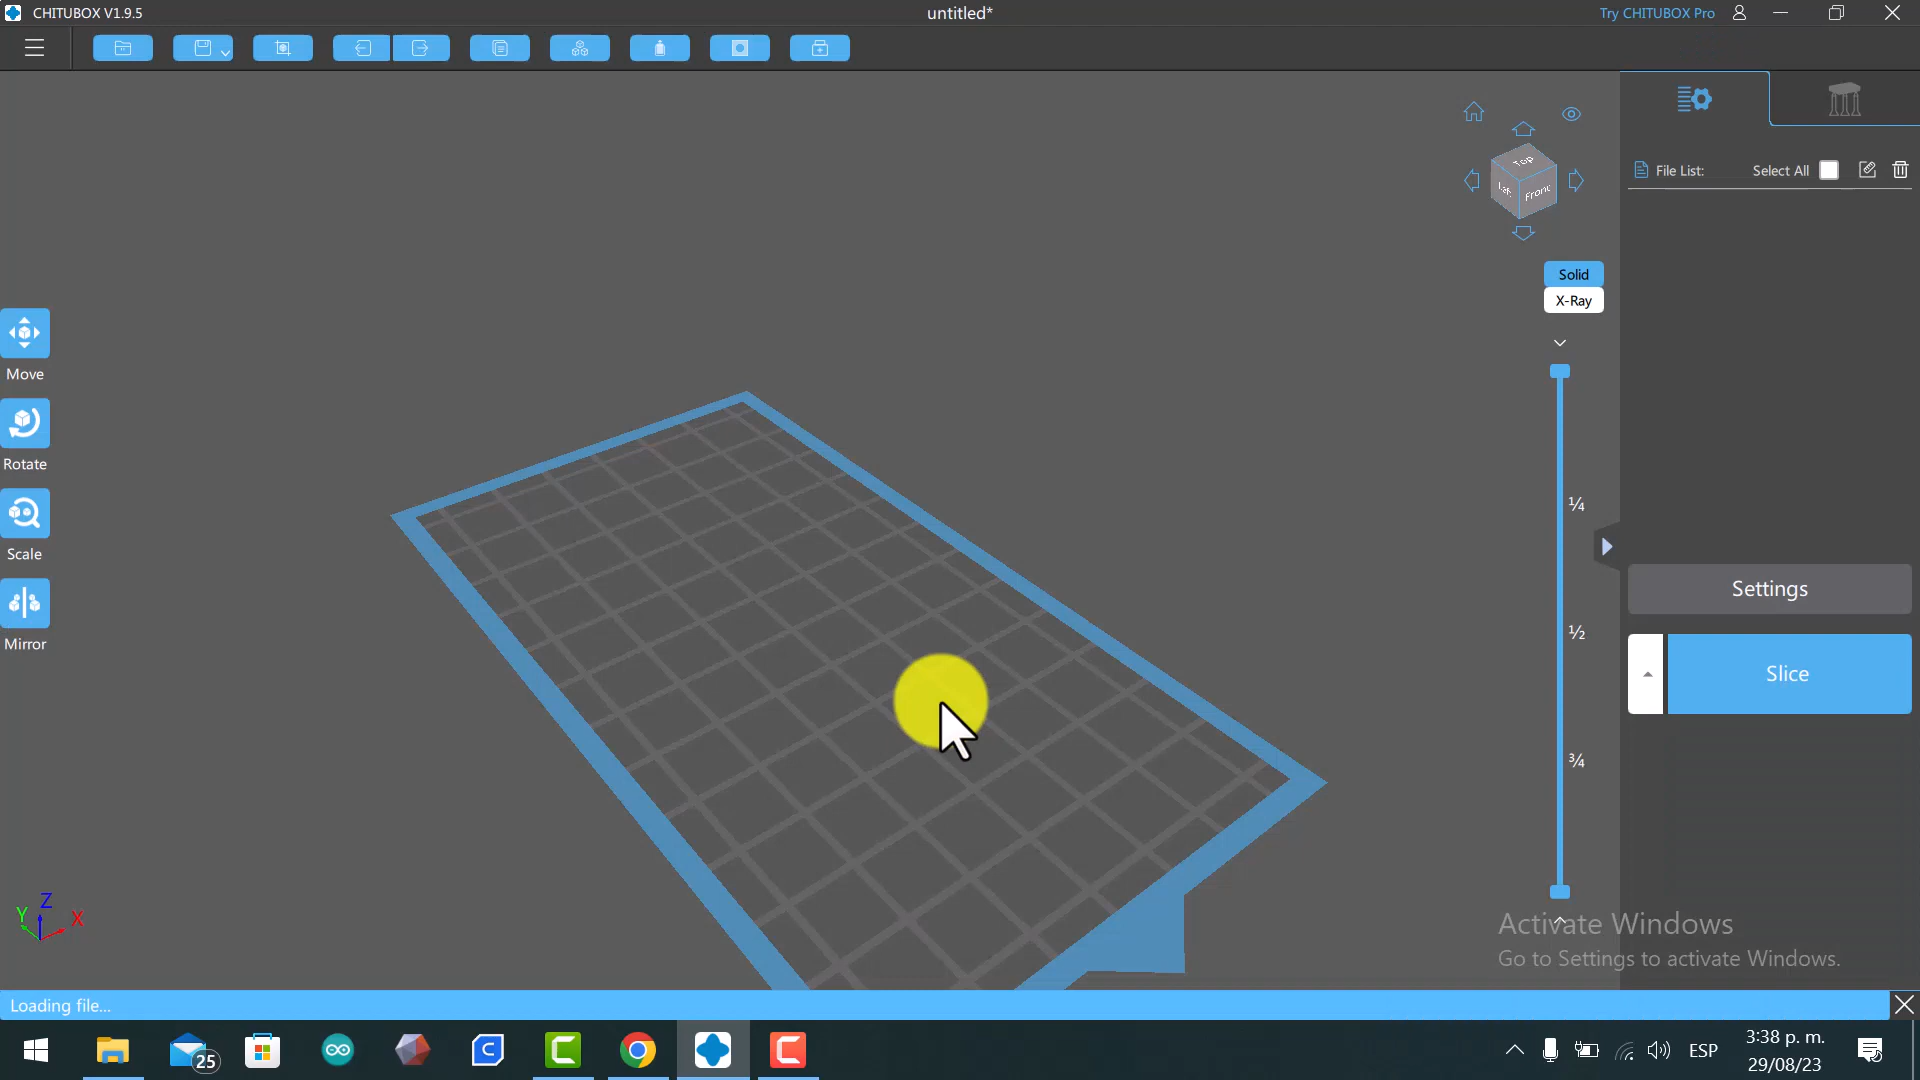 CHITUBOX V1.9.5
untitled*
Try CHITUBOX Pro
File List:
Select All
Top
Front
Solid
X-Ray
Move
Rotate
Scale
Mirror
¼
½
¾
Settings
Slice
Z
Y
X
Activate Windows
Go to Settings to activate Windows.
Loading file...
25
ESP
3:38 p. m.
29/08/23